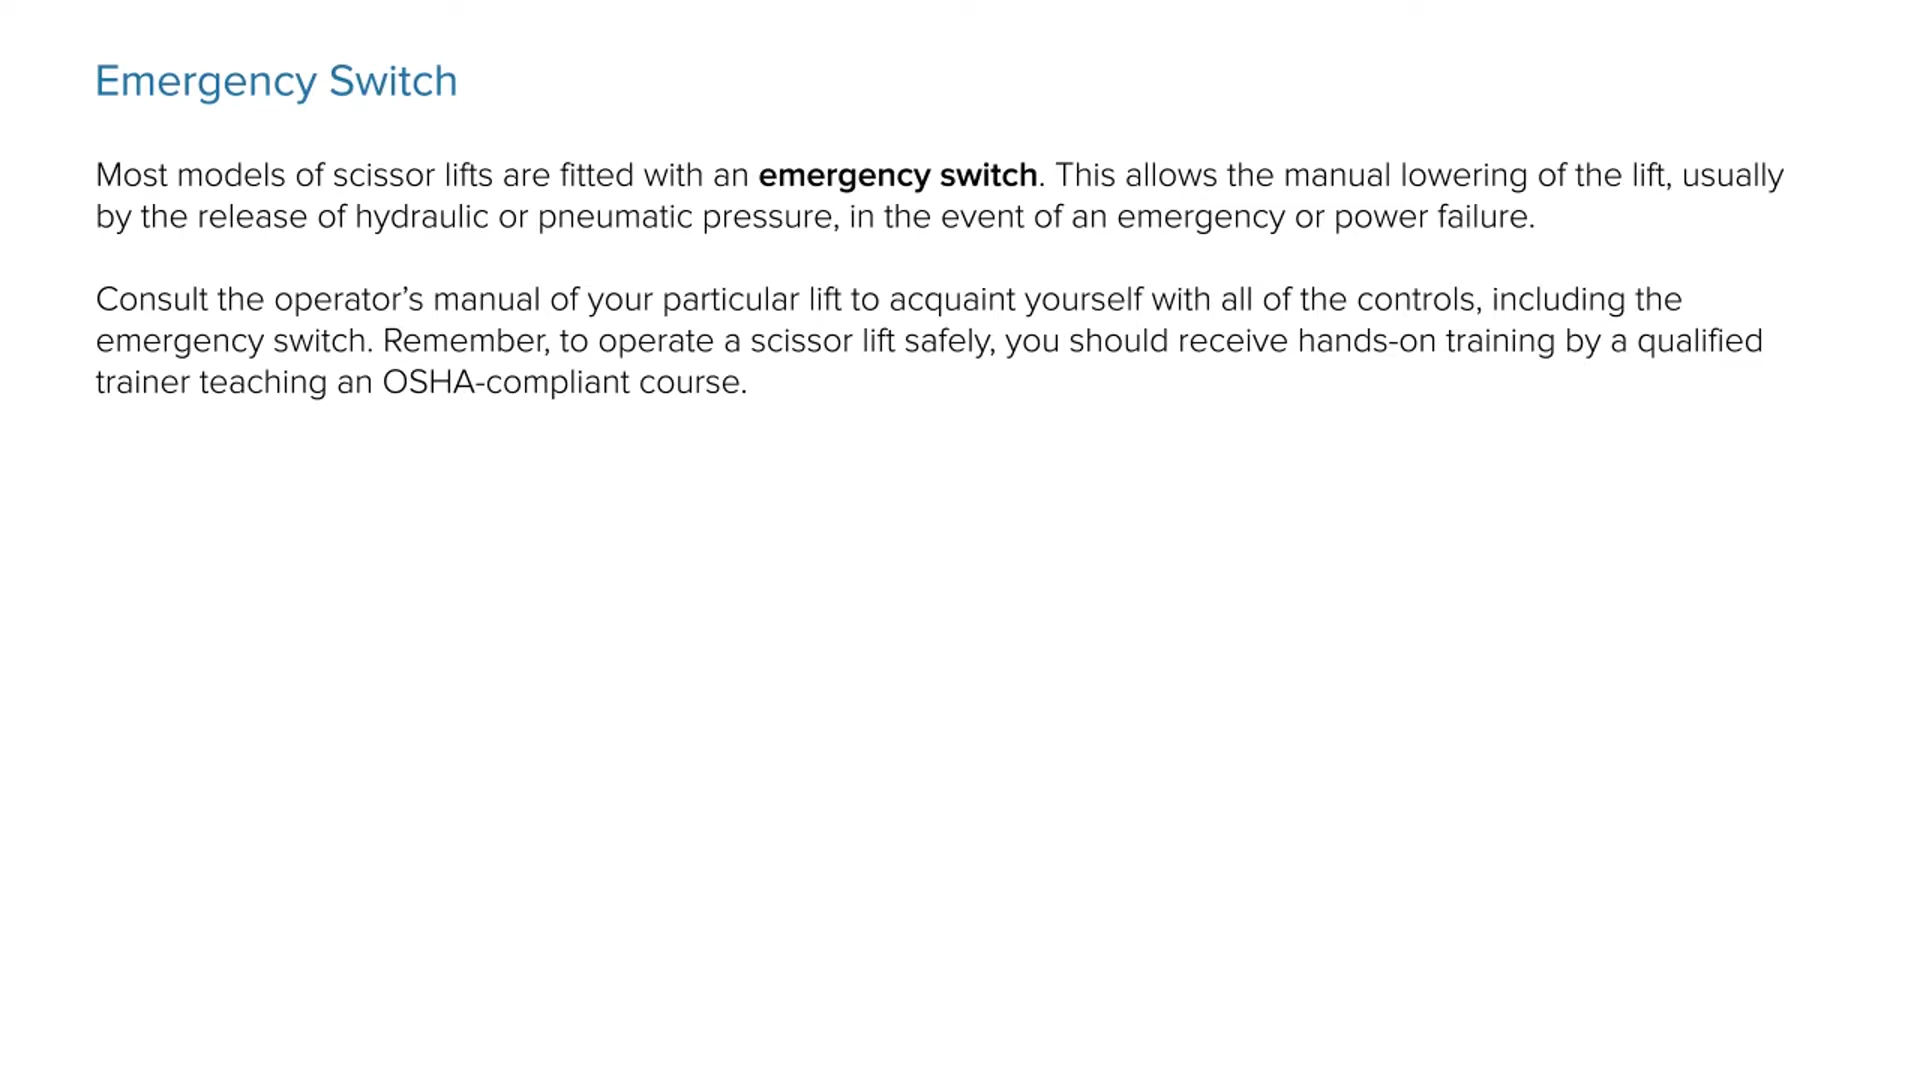 Emergency Switch
Most models of scissor lifts are fitted with an emergency switch. This allows the manual lowering of the lift, usually
by the release of hydraulic or pneumatic pressure, in the event of an emergency or power failure.
Consult the operator’s manual of your particular lift to acquaint yourself with all of the controls, including the
emergency switch. Remember, to operate a scissor lift safely, you should receive hands-on training by a qualified
trainer teaching an OSHA-compliant course.